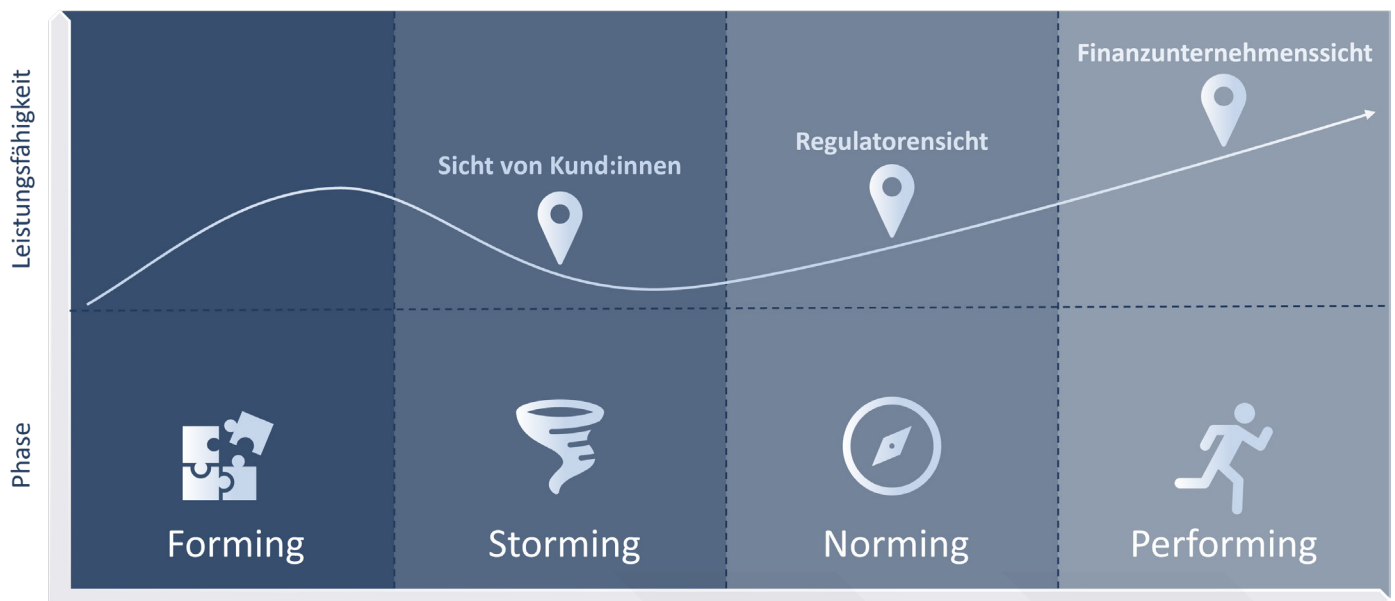 Leistungsfähigkeit
Sicht von Kund:innen
Regulatorensicht
Finanzunternehmenssicht
Phase
Forming
Storming
Norming
Performing